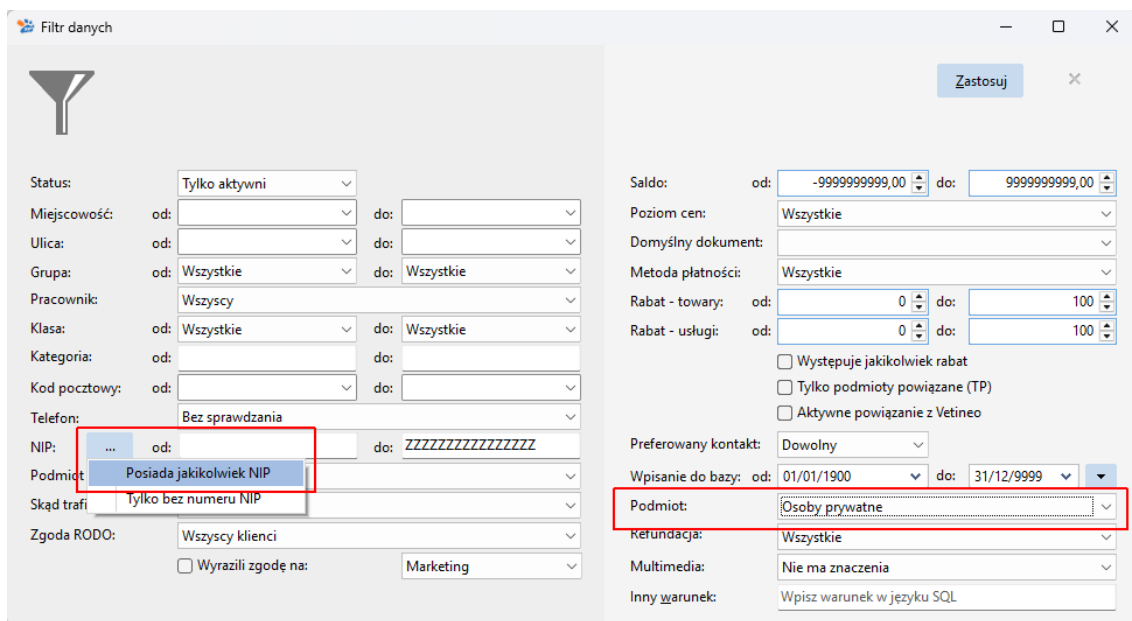 Filtr danych
Zastosuj
Status: Tylko aktywni
Miejscowość: od: do:
Ulica: od: do:
Grupa: od: Wszystkie do: Wszystkie
Pracownik: Wszyscy
Klasa: od: Wszystkie do: Wszystkie
Kategoria: od: do:
Kod pocztowy: od: do:
Telefon: Bez sprawdzania
NIP: ... od: do: ZZZZZZZZZZZZZZZZ
Podmiot
Posiada jakikolwiek NIP
Tylko bez numeru NIP
Skąd trafi
Zgoda RODO: Wszyscy klienci
Wyrazili zgodę na: Marketing
Saldo: od: -9999999999,00 do: 9999999999,00
Poziom cen: Wszystkie
Domyślny dokument:
Metoda płatności: Wszystkie
Rabat - towary: od: 0 do: 100
Rabat - usługi: od: 0 do: 100
Występuje jakikolwiek rabat
Tylko podmioty powiązane (TP)
Aktywne powiązanie z Vetineo
Preferowany kontakt: Dowolny
Wpisanie do bazy: od: 01/01/1900 do: 31/12/9999
Podmiot: Osoby prywatne
Refundacja: Wszystkie
Multimedia: Nie ma znaczenia
Inny warunek: Wpisz warunek w języku SQL